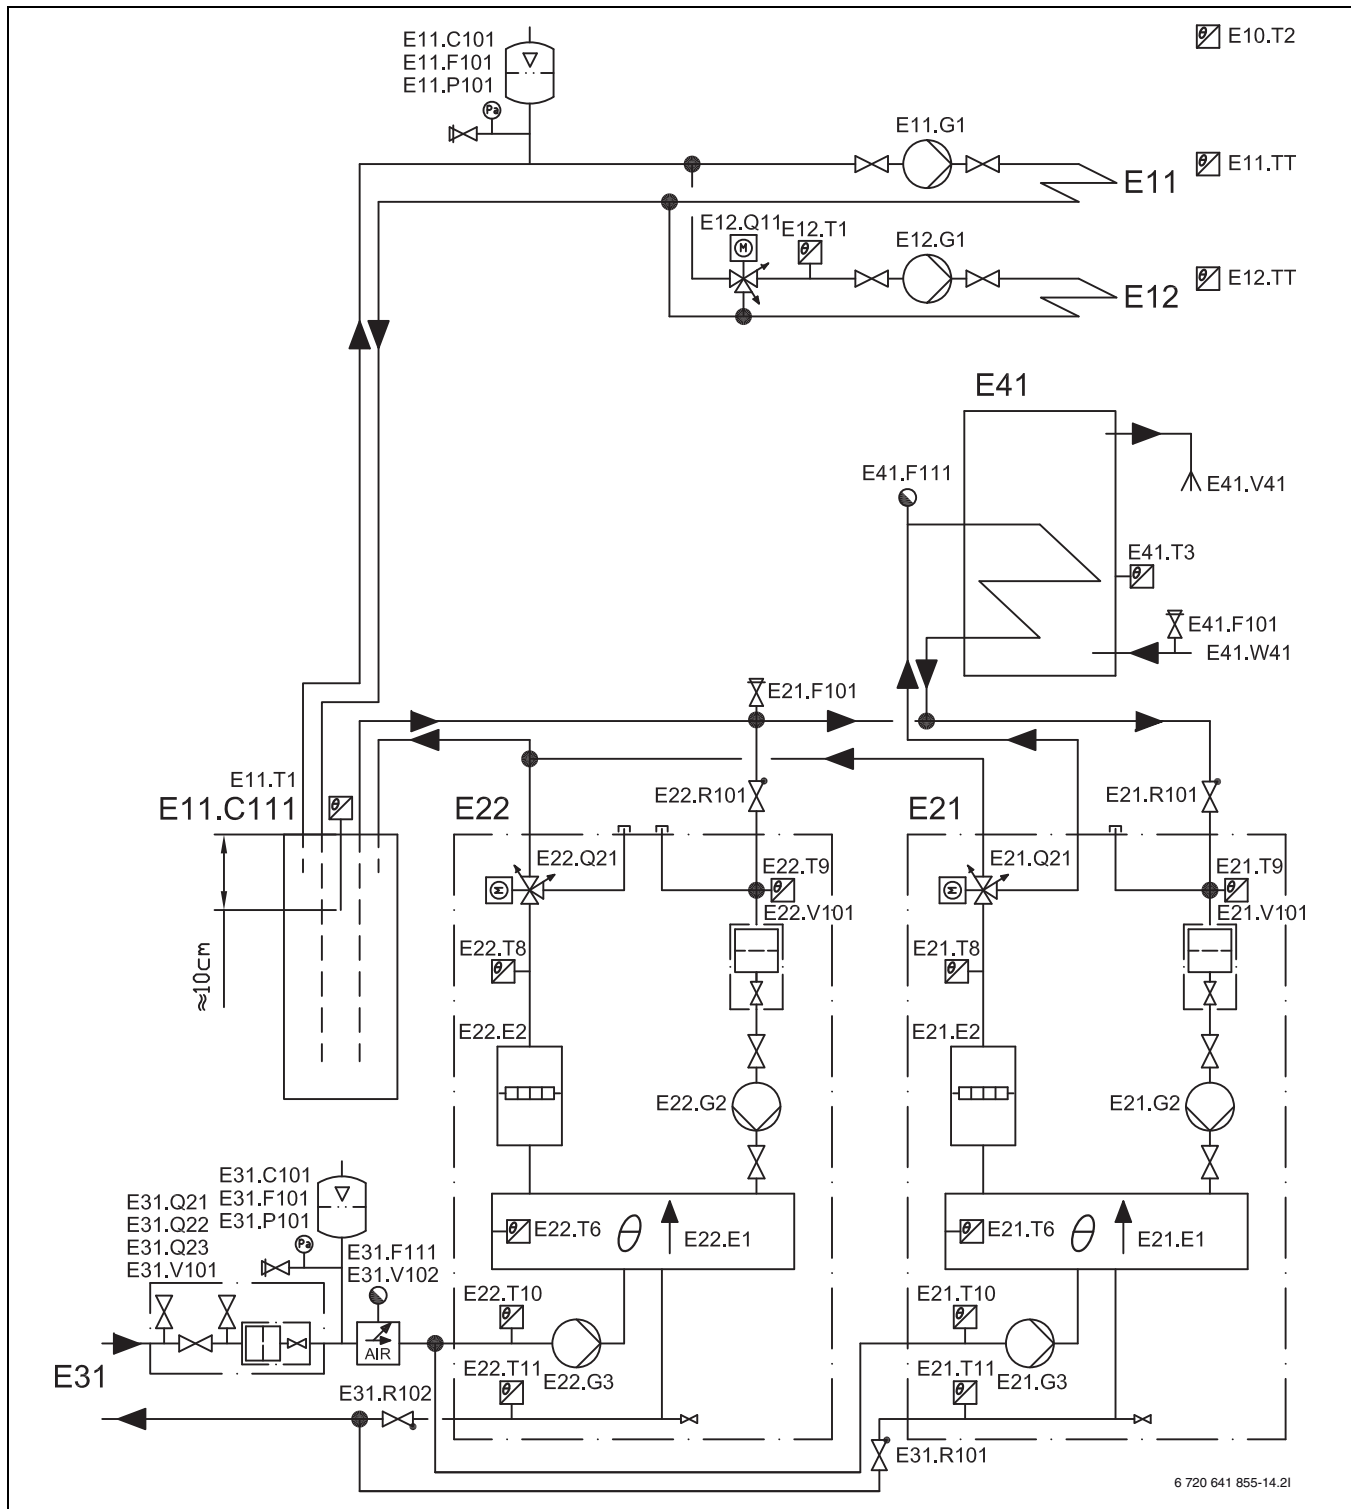 E11.C101
E11.F101
E11.P101
Pa
θ E10.T2
E11.G1
E11
θ E11.TT
E12.Q11
M
E12.T1
θ
E12.G1
E12
θ E12.TT
E41
E41.F111
E41.V41
E41.T3
θ
E41.F101
E41.W41
E21.F101
E11.T1
E11.C111
θ
E22
E22.R101
E21
E21.R101
E22.Q21
M
E22.T9
θ
E21.Q21
M
E21.T9
θ
E22.V101
E21.V101
≈10cm
E22.T8
θ
E21.T8
θ
E22.E2
E21.E2
E22.G2
E21.G2
E31.C101
E31.F101
E31.P101
Pa
E31.Q21
E31.Q22
E31.Q23
E31.V101
θ E22.T6
E22.E1
θ E21.T6
E21.E1
E31.F111
E31.V102
AIR
E22.T10
θ
E21.T10
θ
E31
E22.T11
θ
E22.G3
E21.T11
θ
E21.G3
E31.R102
E31.R101
6 720 641 855-14.2I